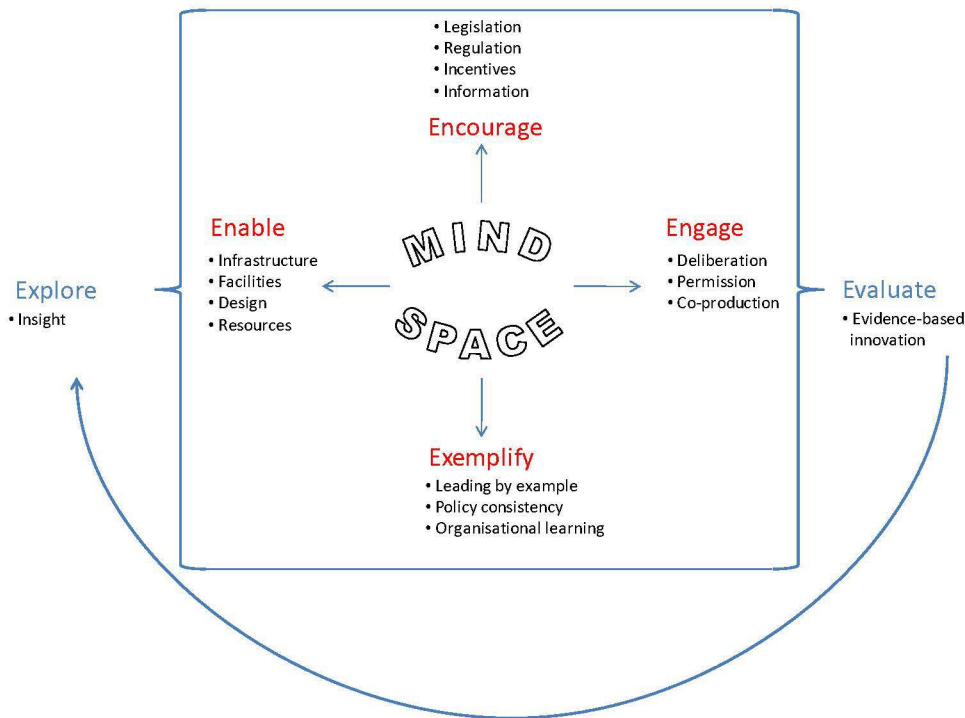 • Legislation
• Regulation
• Incentives
• Information
Encourage
Enable
• Infrastructure
• Facilities
• Design
• Resources
MIND
SPACE
Engage
• Deliberation
• Permission
• Co-production
Explore
• Insight
Evaluate
• Evidence-based
innovation
Exemplify
• Leading by example
• Policy consistency
• Organisational learning